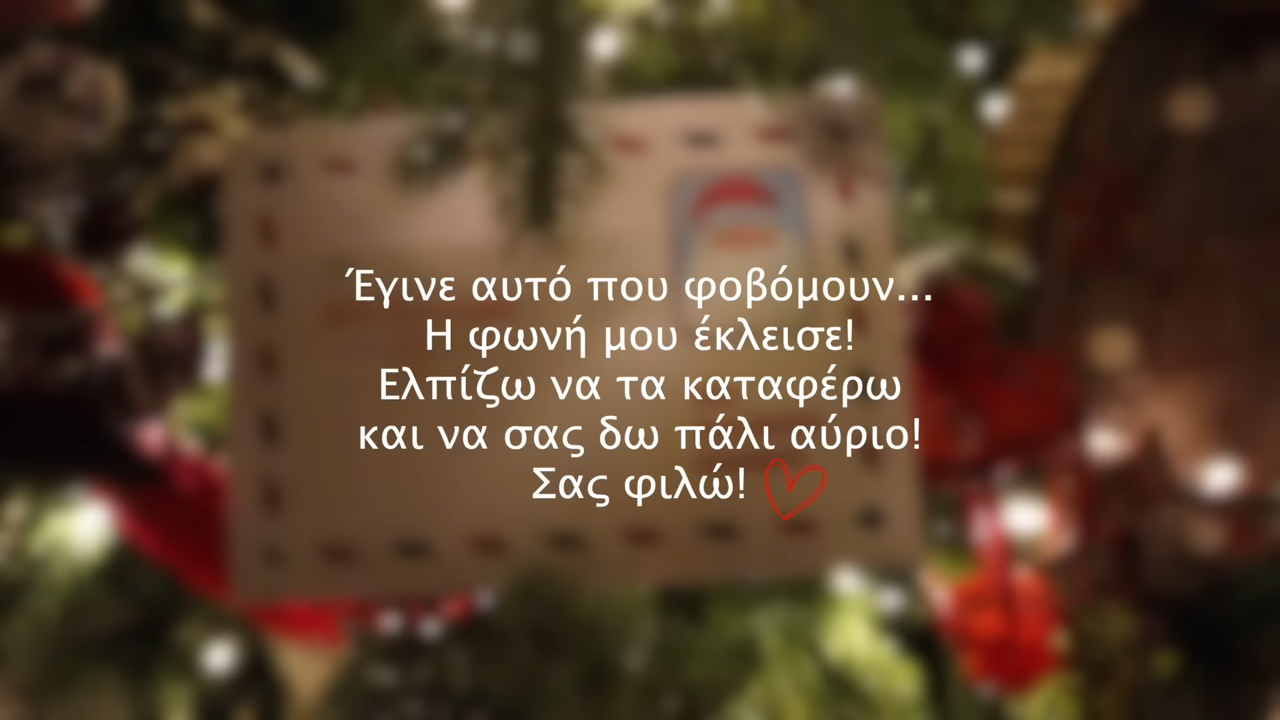 Έγινε αυτό που φοβόμουν...
Η φωνή μου έκλεισε!
Ελπίζω να τα καταφέρω
και να σας δω πάλι αύριο!
Σας φιλώ!